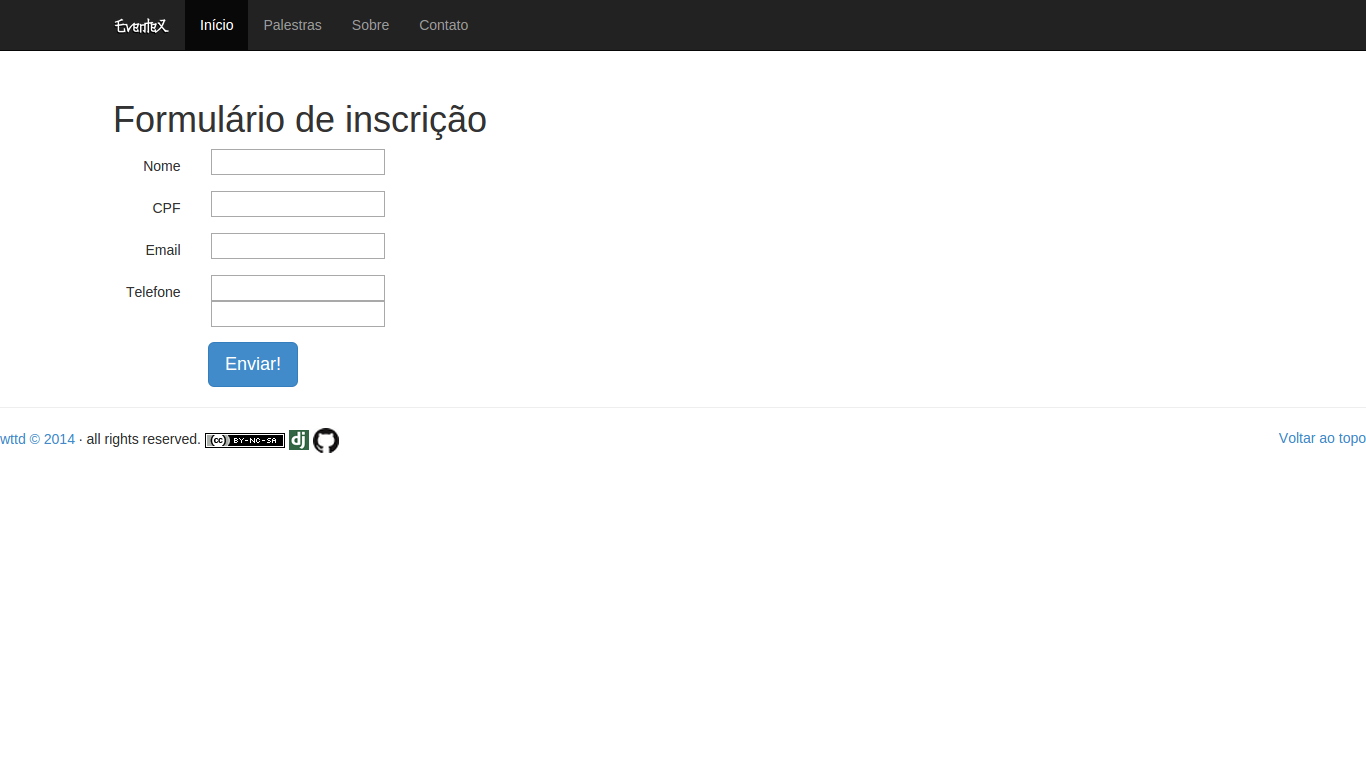 EventeX Início Palestras Sobre Contato
Formulário de inscrição
Nome
CPF
Email
Telefone
Enviar!
wttd © 2014 · all rights reserved. (cc) BY-NC-SA dj Voltar ao topo